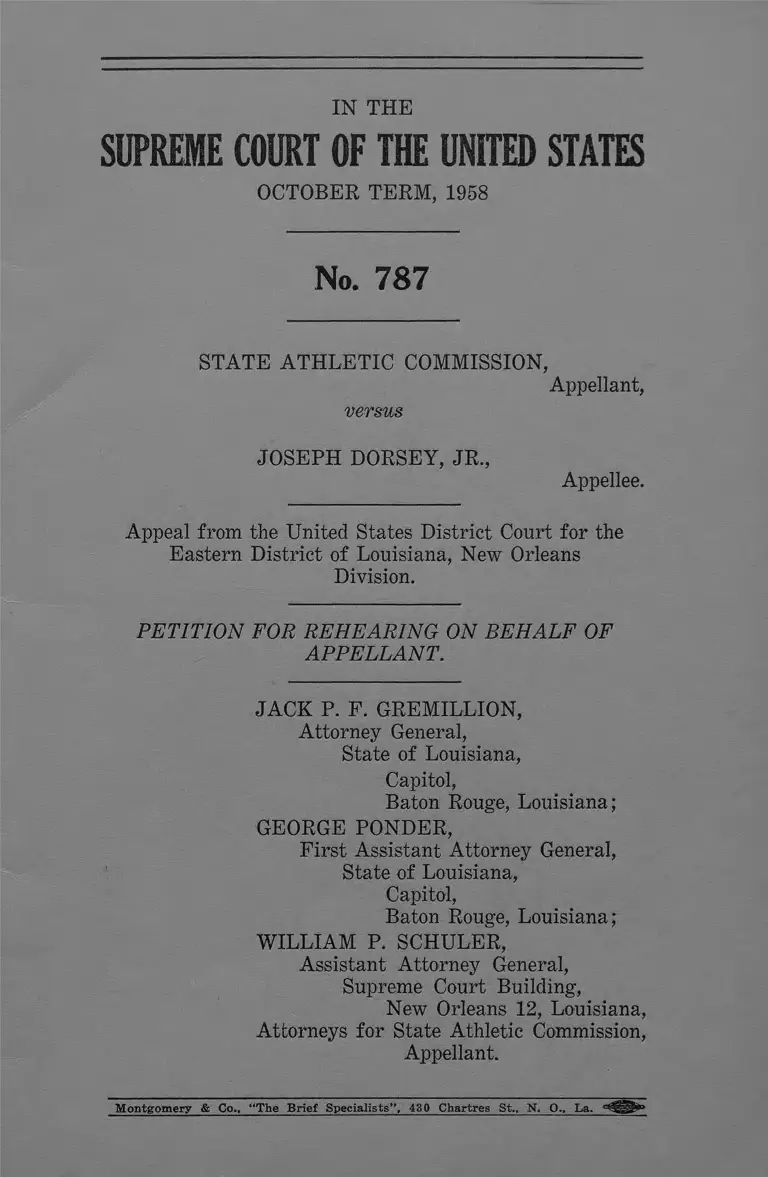 IN THE
SUPREME COURT OF THE UNITED STATES
OCTOBER TERM, 1958
No. 787
STATE ATHLETIC COMMISSION,
Appellant,
versus
JOSEPH DORSEY, JR.,
Appellee.
Appeal from the United States District Court for the
Eastern District of Louisiana, New Orleans
Division.
PETITION FOR REHEARING ON BEHALF OF
APPELLANT.
JACK P. F. GREMILLION,
Attorney General,
State of Louisiana,
Capitol,
Baton Rouge, Louisiana;
GEORGE PONDER,
First Assistant Attorney General,
State of Louisiana,
Capitol,
Baton Rouge, Louisiana;
WILLIAM P. SCHULER,
Assistant Attorney General,
Supreme Court Building,
New Orleans 12, Louisiana,
Attorneys for State Athletic Commission,
Appellant.
Montgomery & Co., "The Brief Specialists", 430 Chartres St., N. O., La.